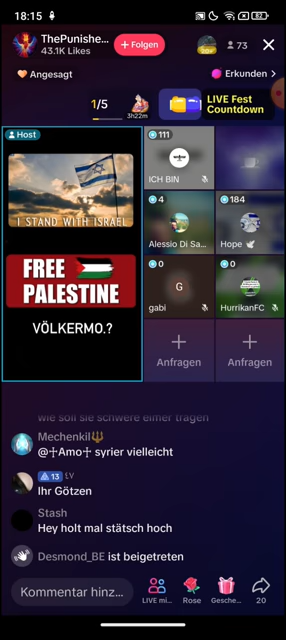 18:15
82
ThePunishe...
43.1K Likes
+ Folgen
73
Angesagt
Erkunden >
1/5
3h22m
LIVE Fest
Countdown
Host
I STAND WITH ISRAEL
FREE
PALESTINE
VÖLKERMO.?
111
ICH BIN
4
Alessio Di Sa...
184
Hope 🕊
0
G
gabi
0
HurrikanFC
+
Anfragen
+
Anfragen
wie soll sie schwere eimer tragen
Mechenkil🔱
@✝Amo✝ syrier vielleicht
13 LV
Ihr Götzen
Stash
Hey holt mal stätsch hoch
Desmond_BE ist beigetreten
Kommentar hinz...
LIVE mi...
Rose
Gesche...
20